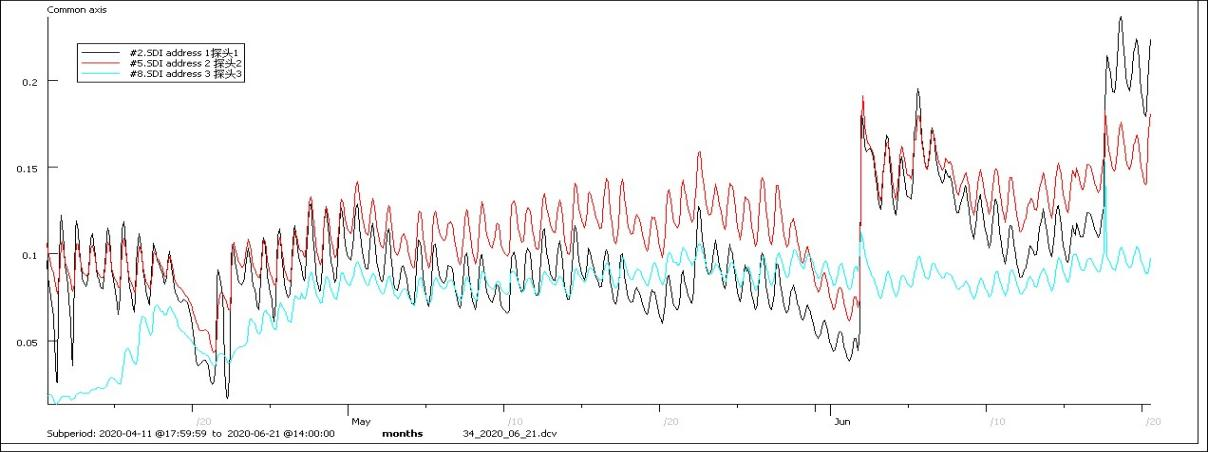 Common axis
#2.SDI address 1探头1
#5.SDI address 2 探头2
#8.SDI address 3 探头3
0.2
0.15
0.1
0.05
/20 May /10 /20 Jun /10 /20
Subperiod: 2020-04-11 @17:59:59 to 2020-06-21 @14:00:00 months 34_2020_06_21.dcv